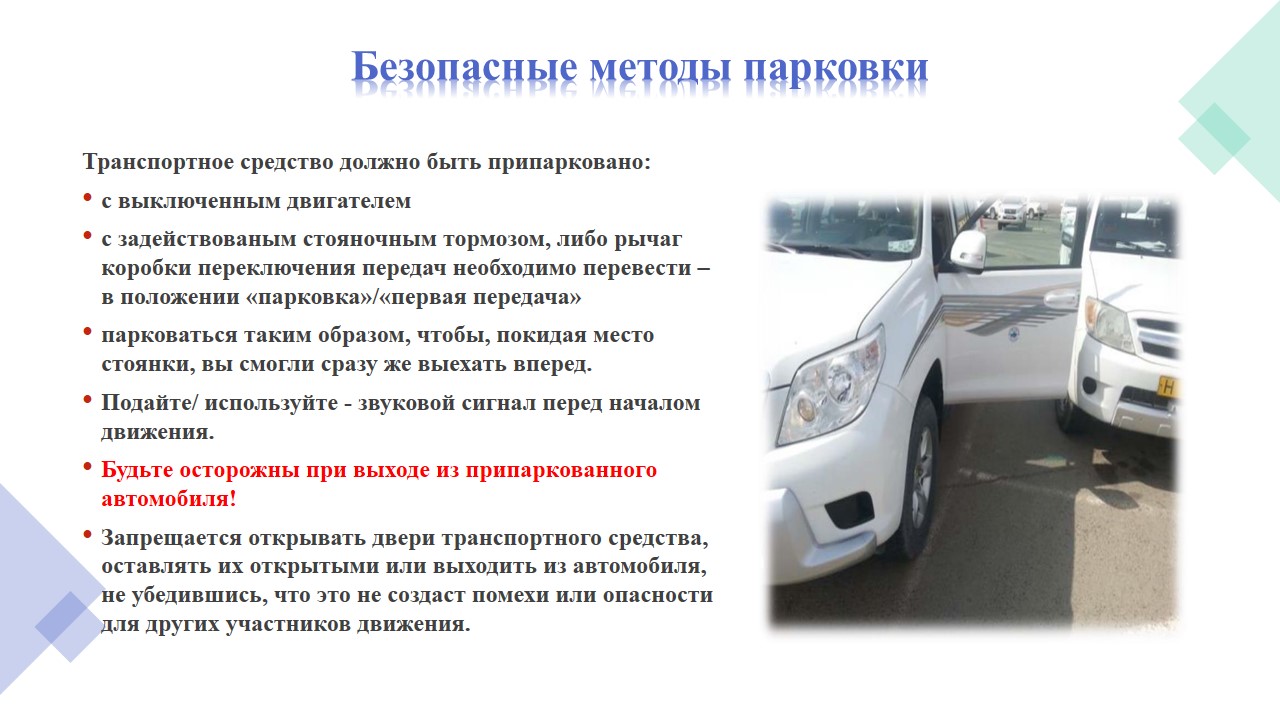 Безопасные методы парковки
Транспортное средство должно быть припарковано:
• с выключенным двигателем
• с задействованым стояночным тормозом, либо рычаг
коробки переключения передач необходимо перевести –
в положении «парковка»/«первая передача»
• парковаться таким образом, чтобы, покидая место
стоянки, вы смогли сразу же выехать вперед.
• Подайте/ используйте - звуковой сигнал перед началом
движения.
• Будьте осторожны при выходе из припаркованного
автомобиля!
• Запрещается открывать двери транспортного средства,
оставлять их открытыми или выходить из автомобиля,
не убедившись, что это не создаст помехи или опасности
для других участников движения.